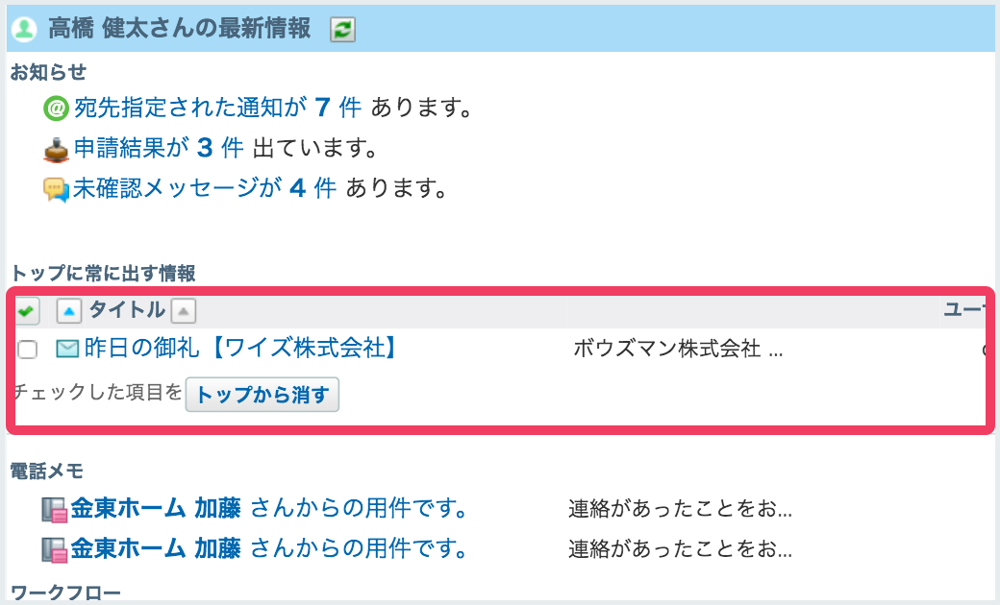 高橋 健太さんの最新情報
お知らせ
宛先指定された通知が 7 件 あります。
申請結果が 3 件 出ています。
未確認メッセージが 4 件 あります。
トップに常に出す情報
タイトル ユー
昨日の御礼【ワイズ株式会社】 ボウズマン株式会社 ...
チェックした項目を トップから消す
電話メモ
金東ホーム 加藤 さんからの用件です。 連絡があったことをお...
金東ホーム 加藤 さんからの用件です。 連絡があったことをお...
ワークフロー